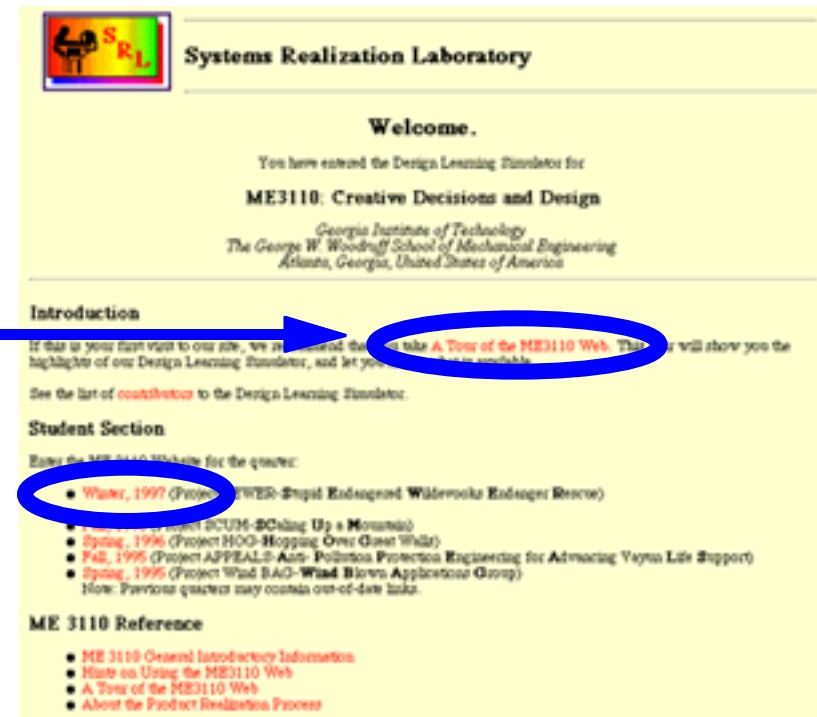 SRL
Systems Realization Laboratory
Welcome.
You have entered the Design Learning Simulator for
ME3110: Creative Decisions and Design
Georgia Institute of Technology
The George W. Woodruff School of Mechanical Engineering
Atlanta, Georgia, United States of America
Introduction
If this is your first visit to our site, we take A Tour of the ME3110 Web. This will show you the
highlights of our Design Learning Simulator, and let you
See the list of contributors to the Design Learning Simulator.
Student Section
Enter the ME 3110 Website for the quarter:
Winter, 1997 (Project EWER-Stupid Endangered Wildewooks Endanger Rescue)
(Project SCUM-SCaling Up a Mountain)
Spring, 1996 (Project HOG-Hopping Over Great Walls)
Fall, 1995 (Project APPEALS-Anti- Pollution Protection Engineering for Advancing Vayun Life Support)
Spring, 1995 (Project Wind BAG-Wind Blown Applications Group)
Note: Previous quarters may contain out-of-date links.
ME 3110 Reference
ME 3110 General Introductory Information
Hints on Using the ME3110 Web
A Tour of the ME3110 Web
About the Product Realization Process